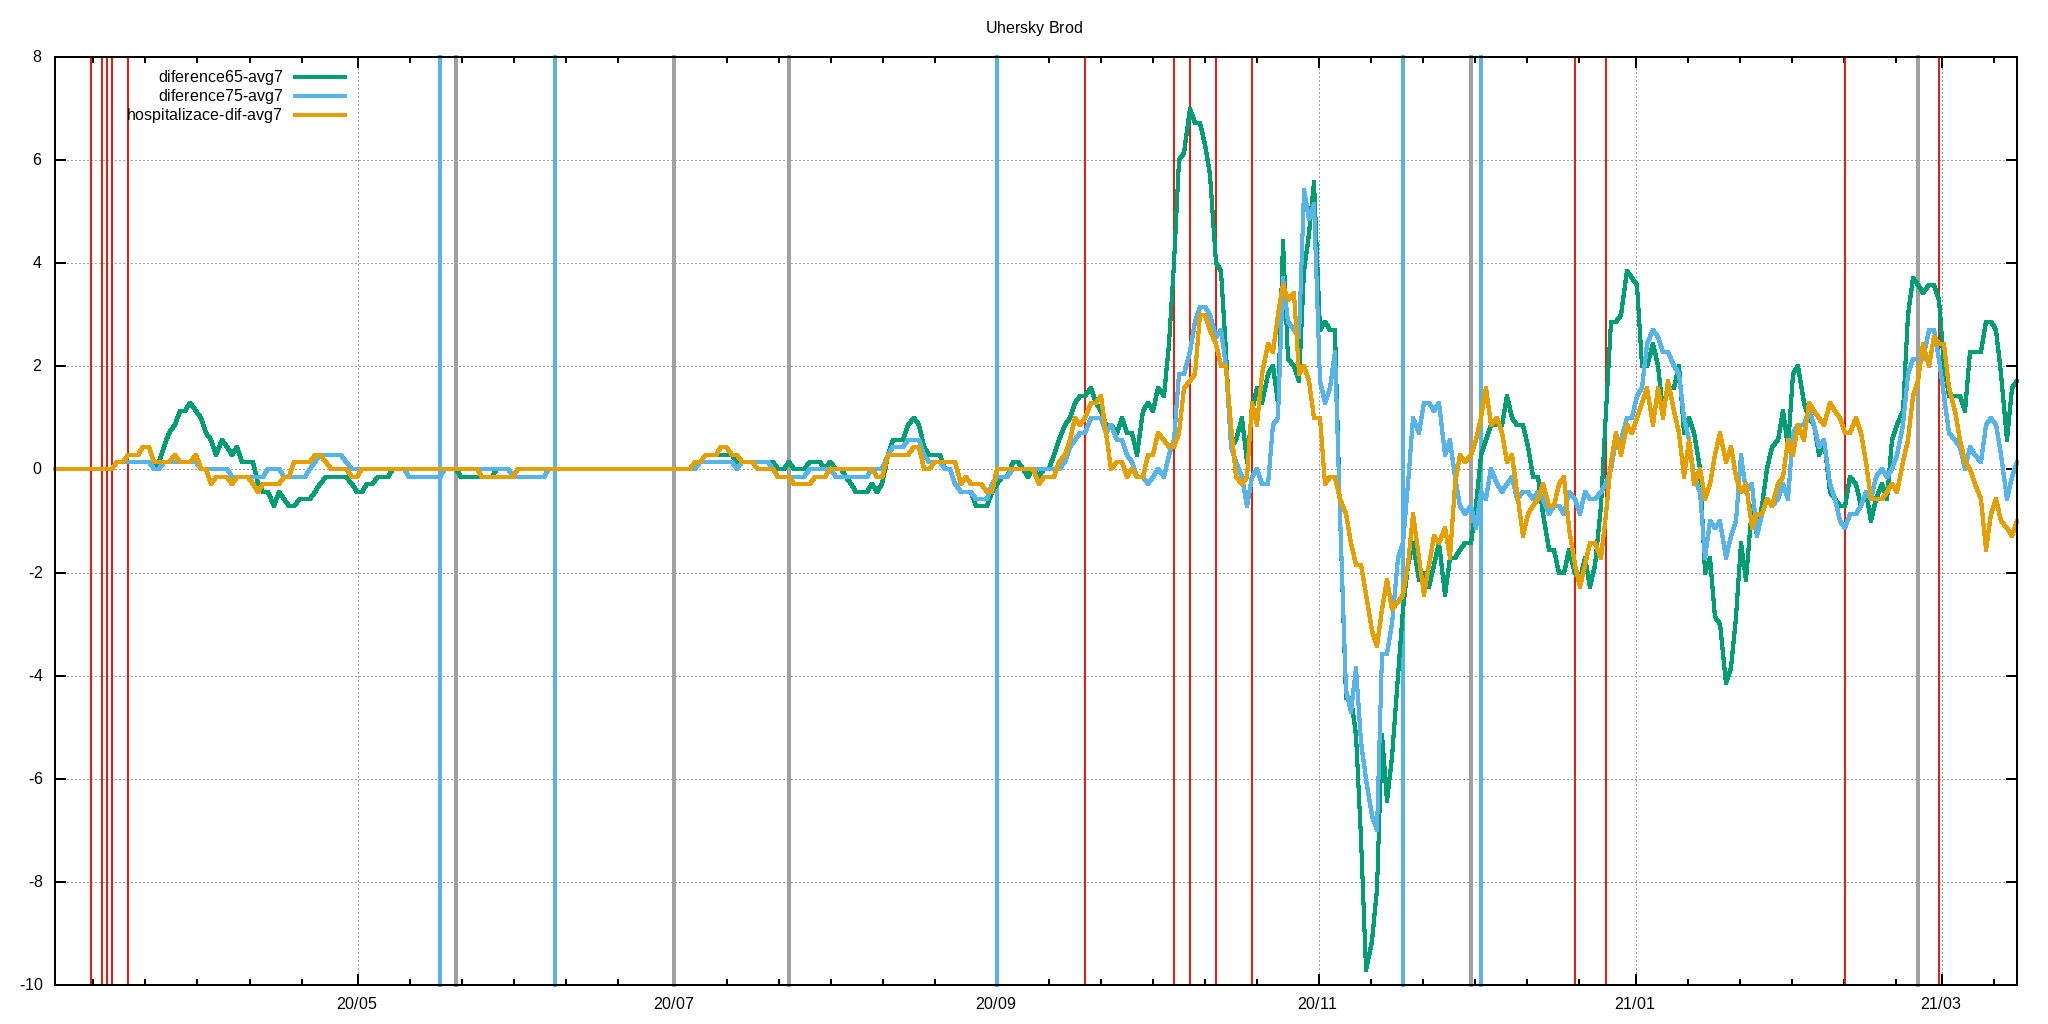 Uhersky Brod
diference65-avg7
diference75-avg7
hospitalizace-dif-avg7
8
6
4
2
0
-2
-4
-6
-8
-10
20/05 20/07 20/09 20/11 21/01 21/03